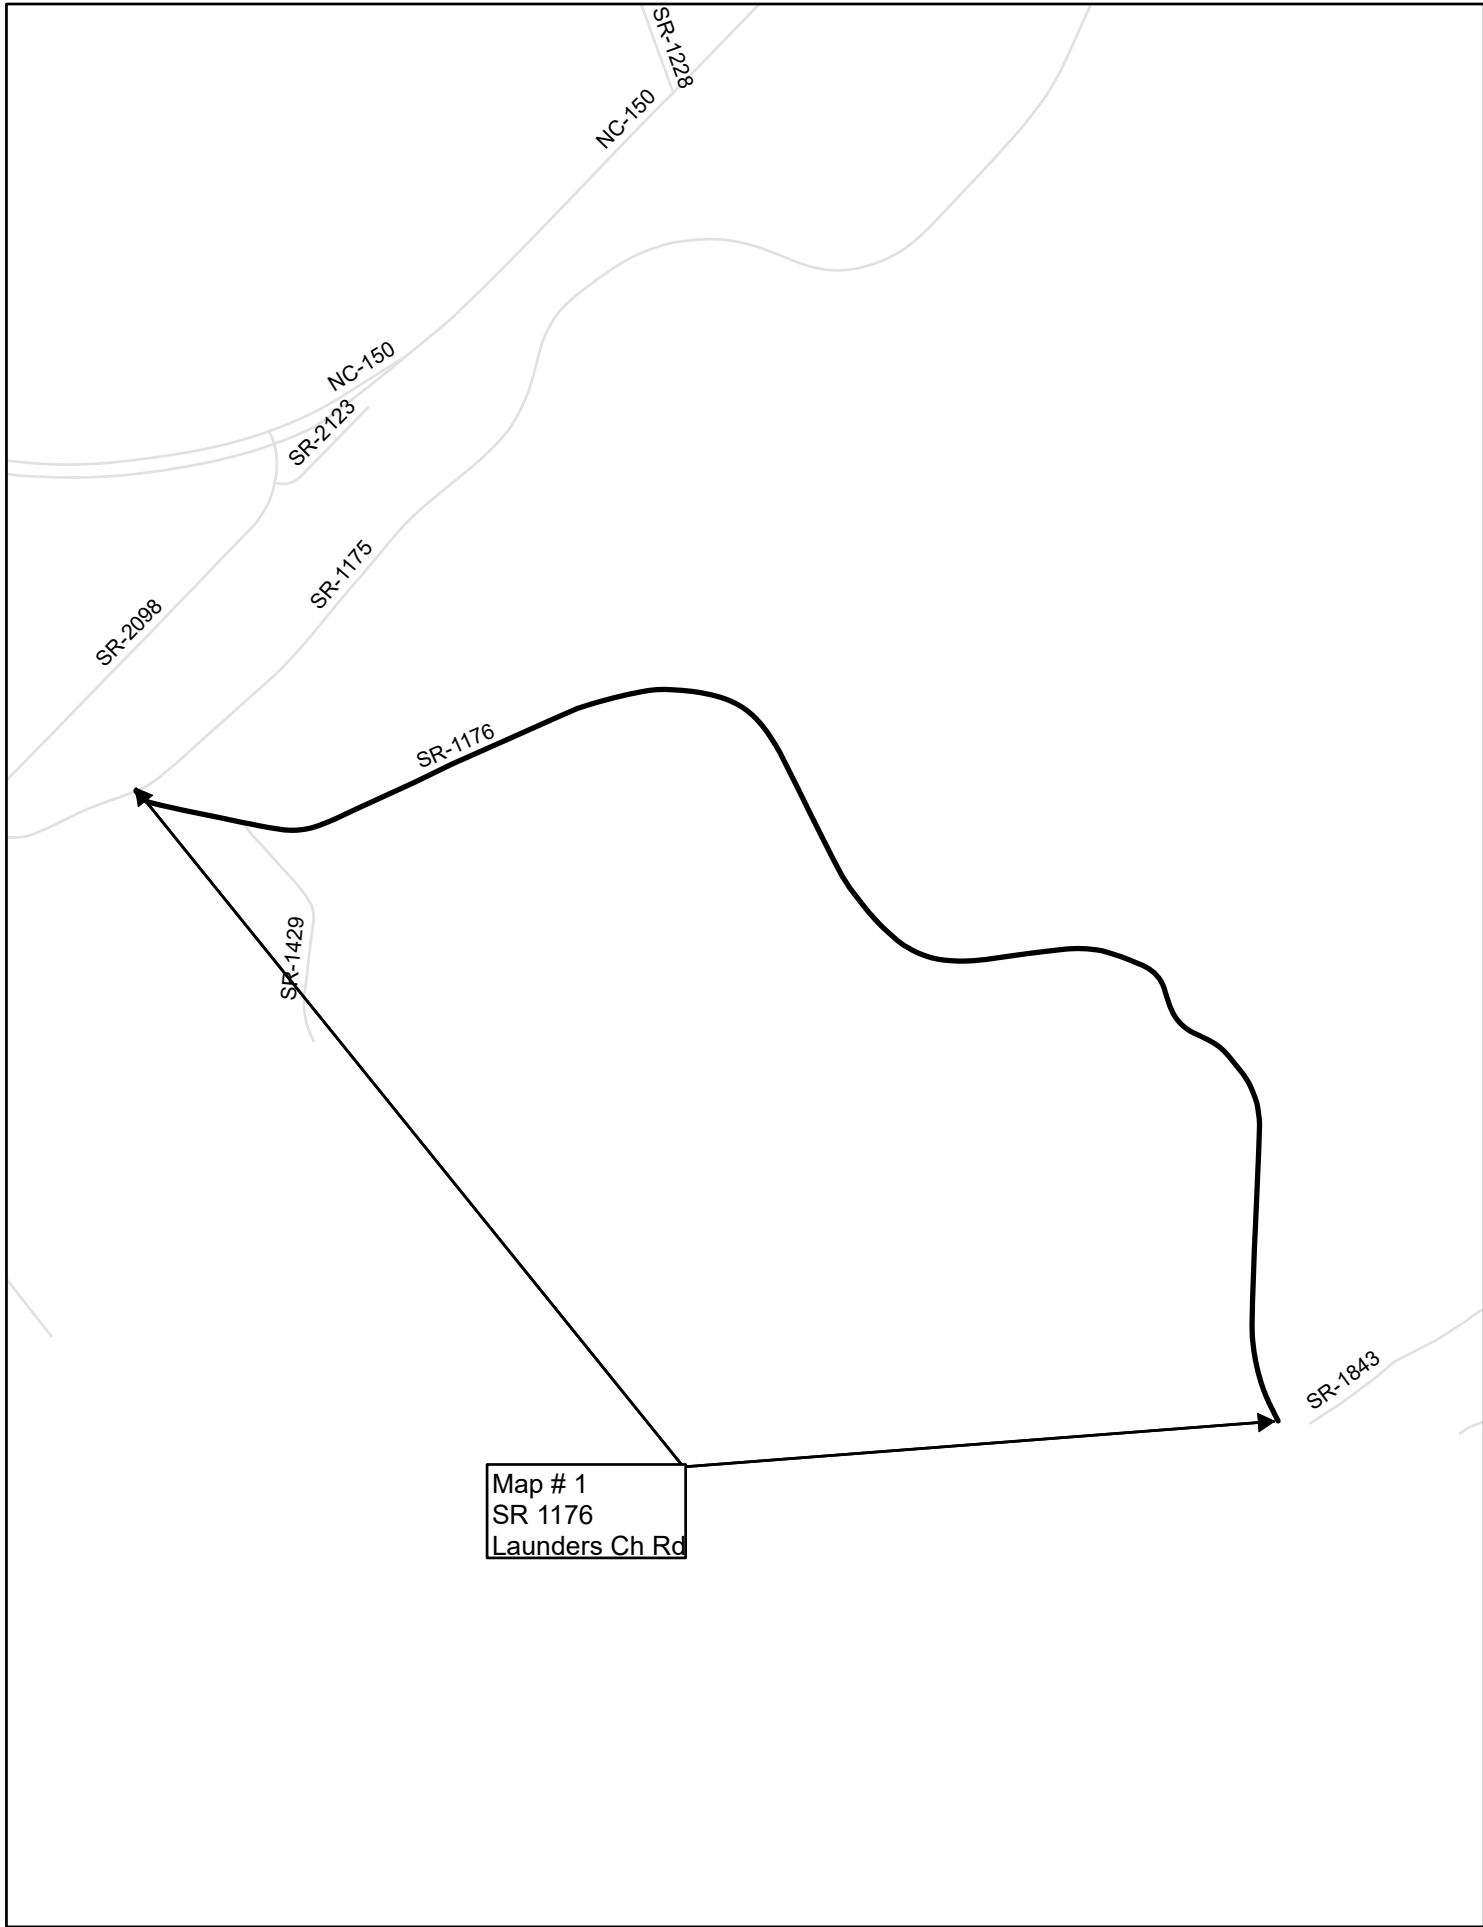 SR-1228
NC-150
NC-150
SR-2123
SR-1175
SR-2098
SR-1176
SR-1429
SR-1843
Map # 1
SR 1176
Launders Ch Rd